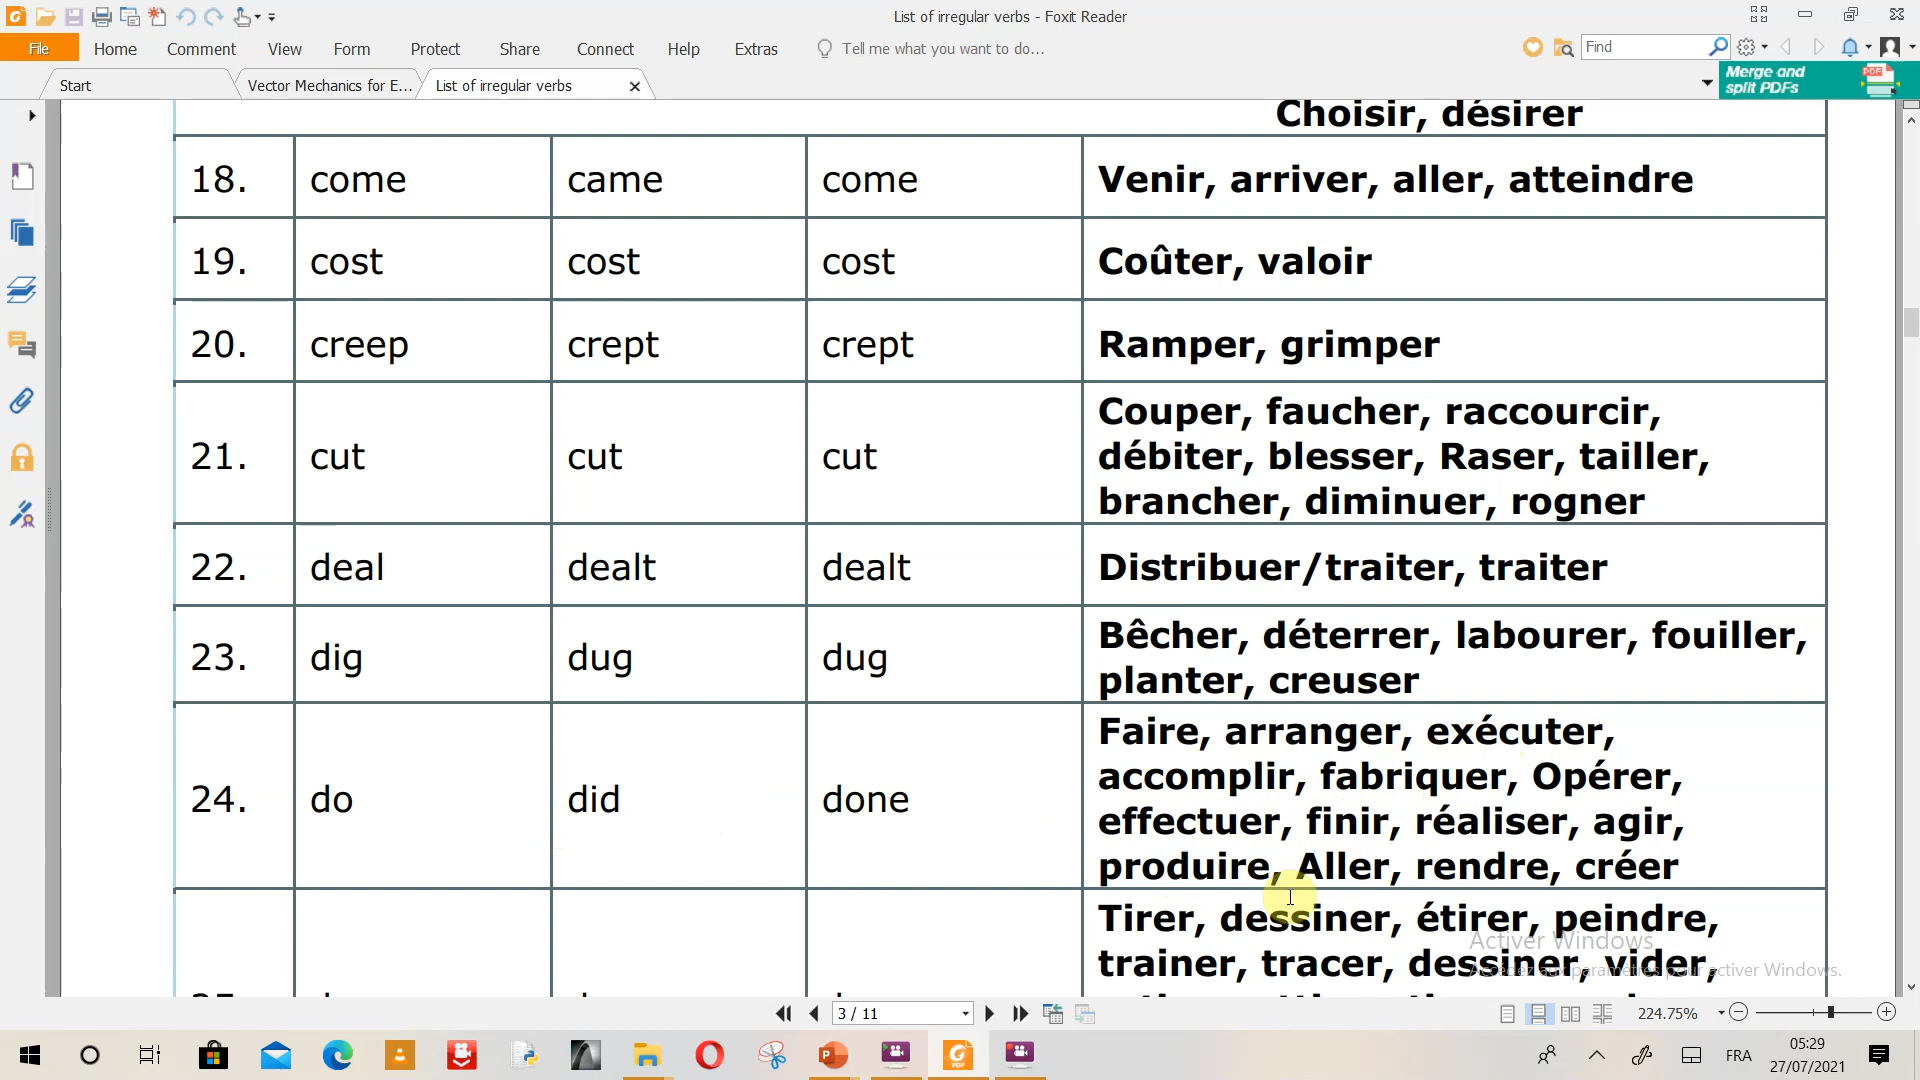 List of irregular verbs - Foxit Reader
File Home Comment View Form Protect Share Connect Help Extras Tell me what you want to do... Find
Start Vector Mechanics for E... List of irregular verbs Merge and split PDFs
Choisir, désirer
18. come came come Venir, arriver, aller, atteindre
19. cost cost cost Coûter, valoir
20. creep crept crept Ramper, grimper
21. cut cut cut Couper, faucher, raccourcir,
débiter, blesser, Raser, tailler,
brancher, diminuer, rogner
22. deal dealt dealt Distribuer/traiter, traiter
23. dig dug dug Bêcher, déterrer, labourer, fouiller,
planter, creuser
24. do did done Faire, arranger, exécuter,
accomplir, fabriquer, Opérer,
effectuer, finir, réaliser, agir,
produire, Aller, rendre, créer
Tirer, dessiner, étirer, peindre,
trainer, tracer, dessiner, vider,
Activer Windows
Accédez aux paramètres pour activer Windows.
3 / 11 224.75%
FRA 05:29
27/07/2021